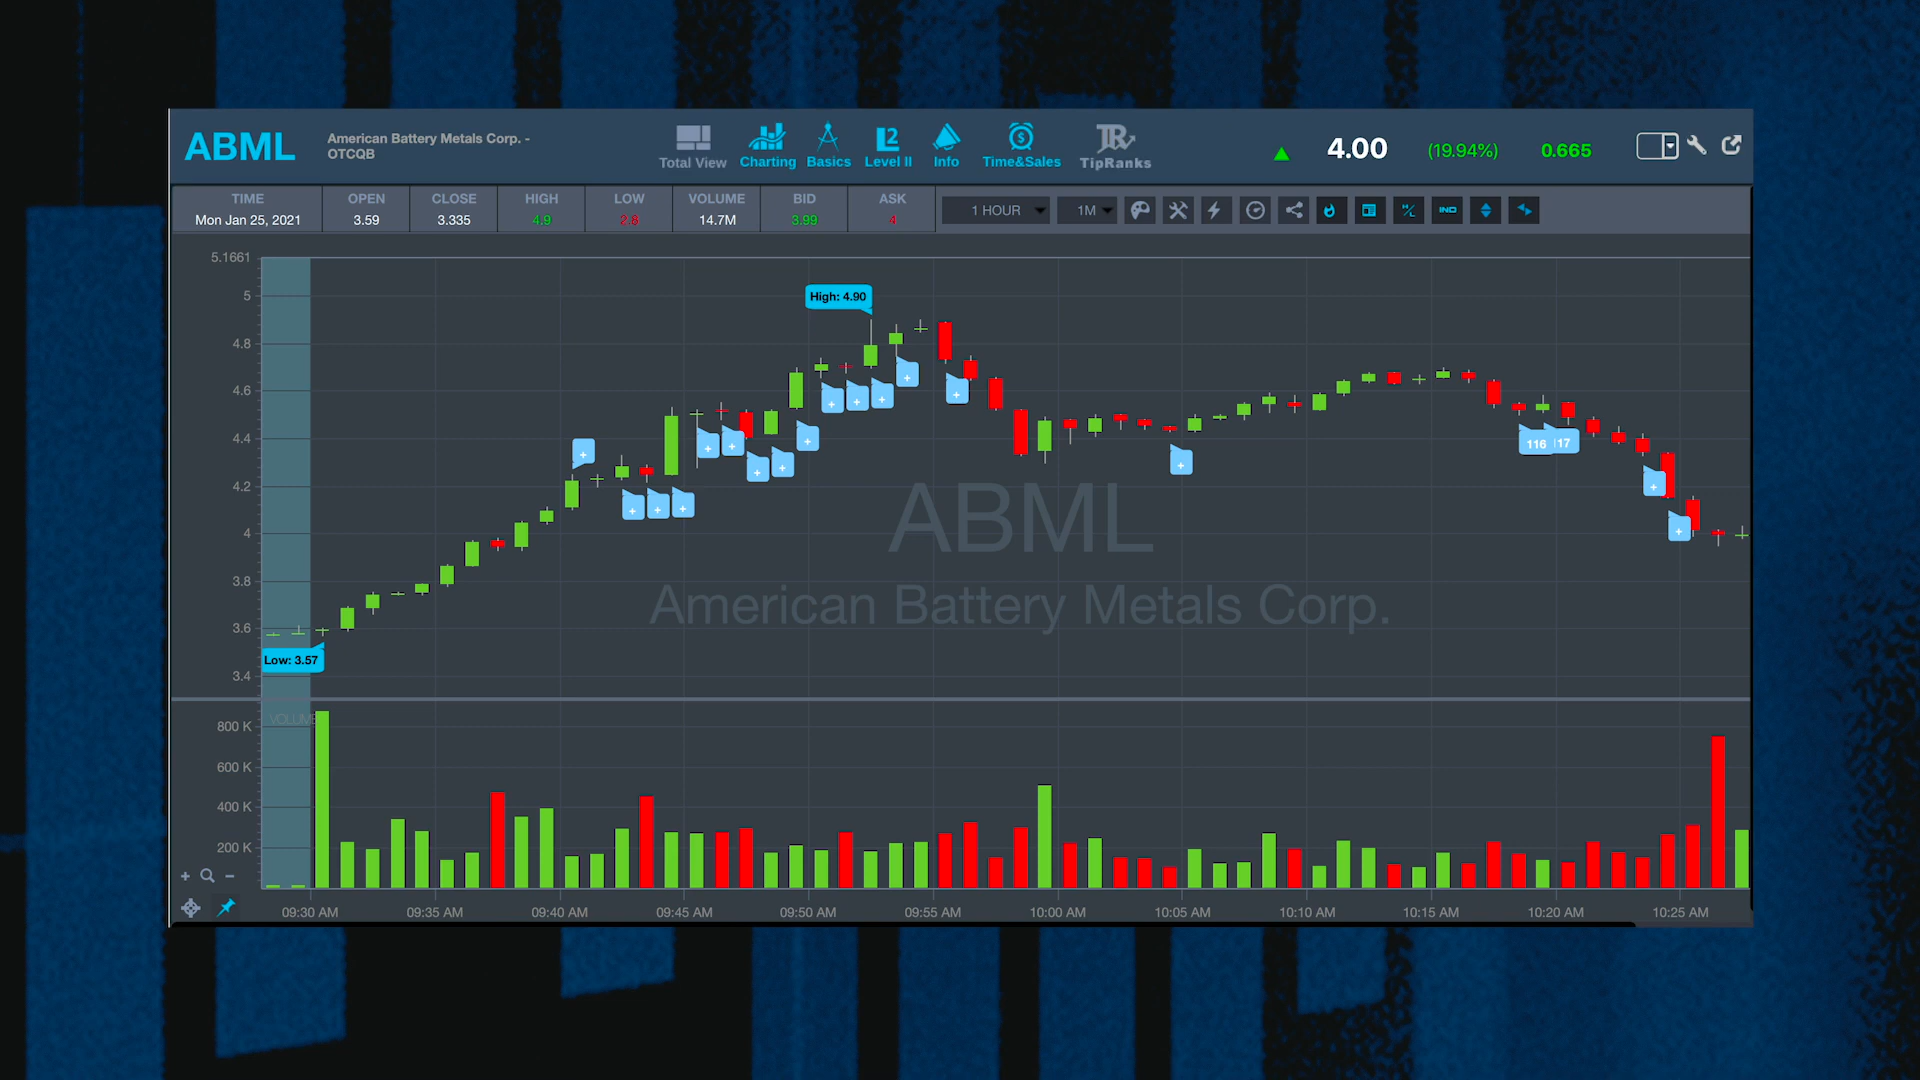 ABML
American Battery Metals Corp. -
OTCQB
Total View Charting Basics Level II Info Time&Sales TipRanks
L2
TR
4.00 (19.94%) 0.665
TIME OPEN CLOSE HIGH LOW VOLUME BID ASK
Mon Jan 25, 2021 3.59 3.335 4.9 2.8 14.7M 3.99 4
1 HOUR 1M H/L IND
5.1661
5
4.8
4.6
4.4
4.2
4
3.8
3.6
3.4
High: 4.90
116 17
Low: 3.57
ABML
American Battery Metals Corp.
VOLUME
800 K
600 K
400 K
200 K
09:30 AM 09:35 AM 09:40 AM 09:45 AM 09:50 AM 09:55 AM 10:00 AM 10:05 AM 10:10 AM 10:15 AM 10:20 AM 10:25 AM